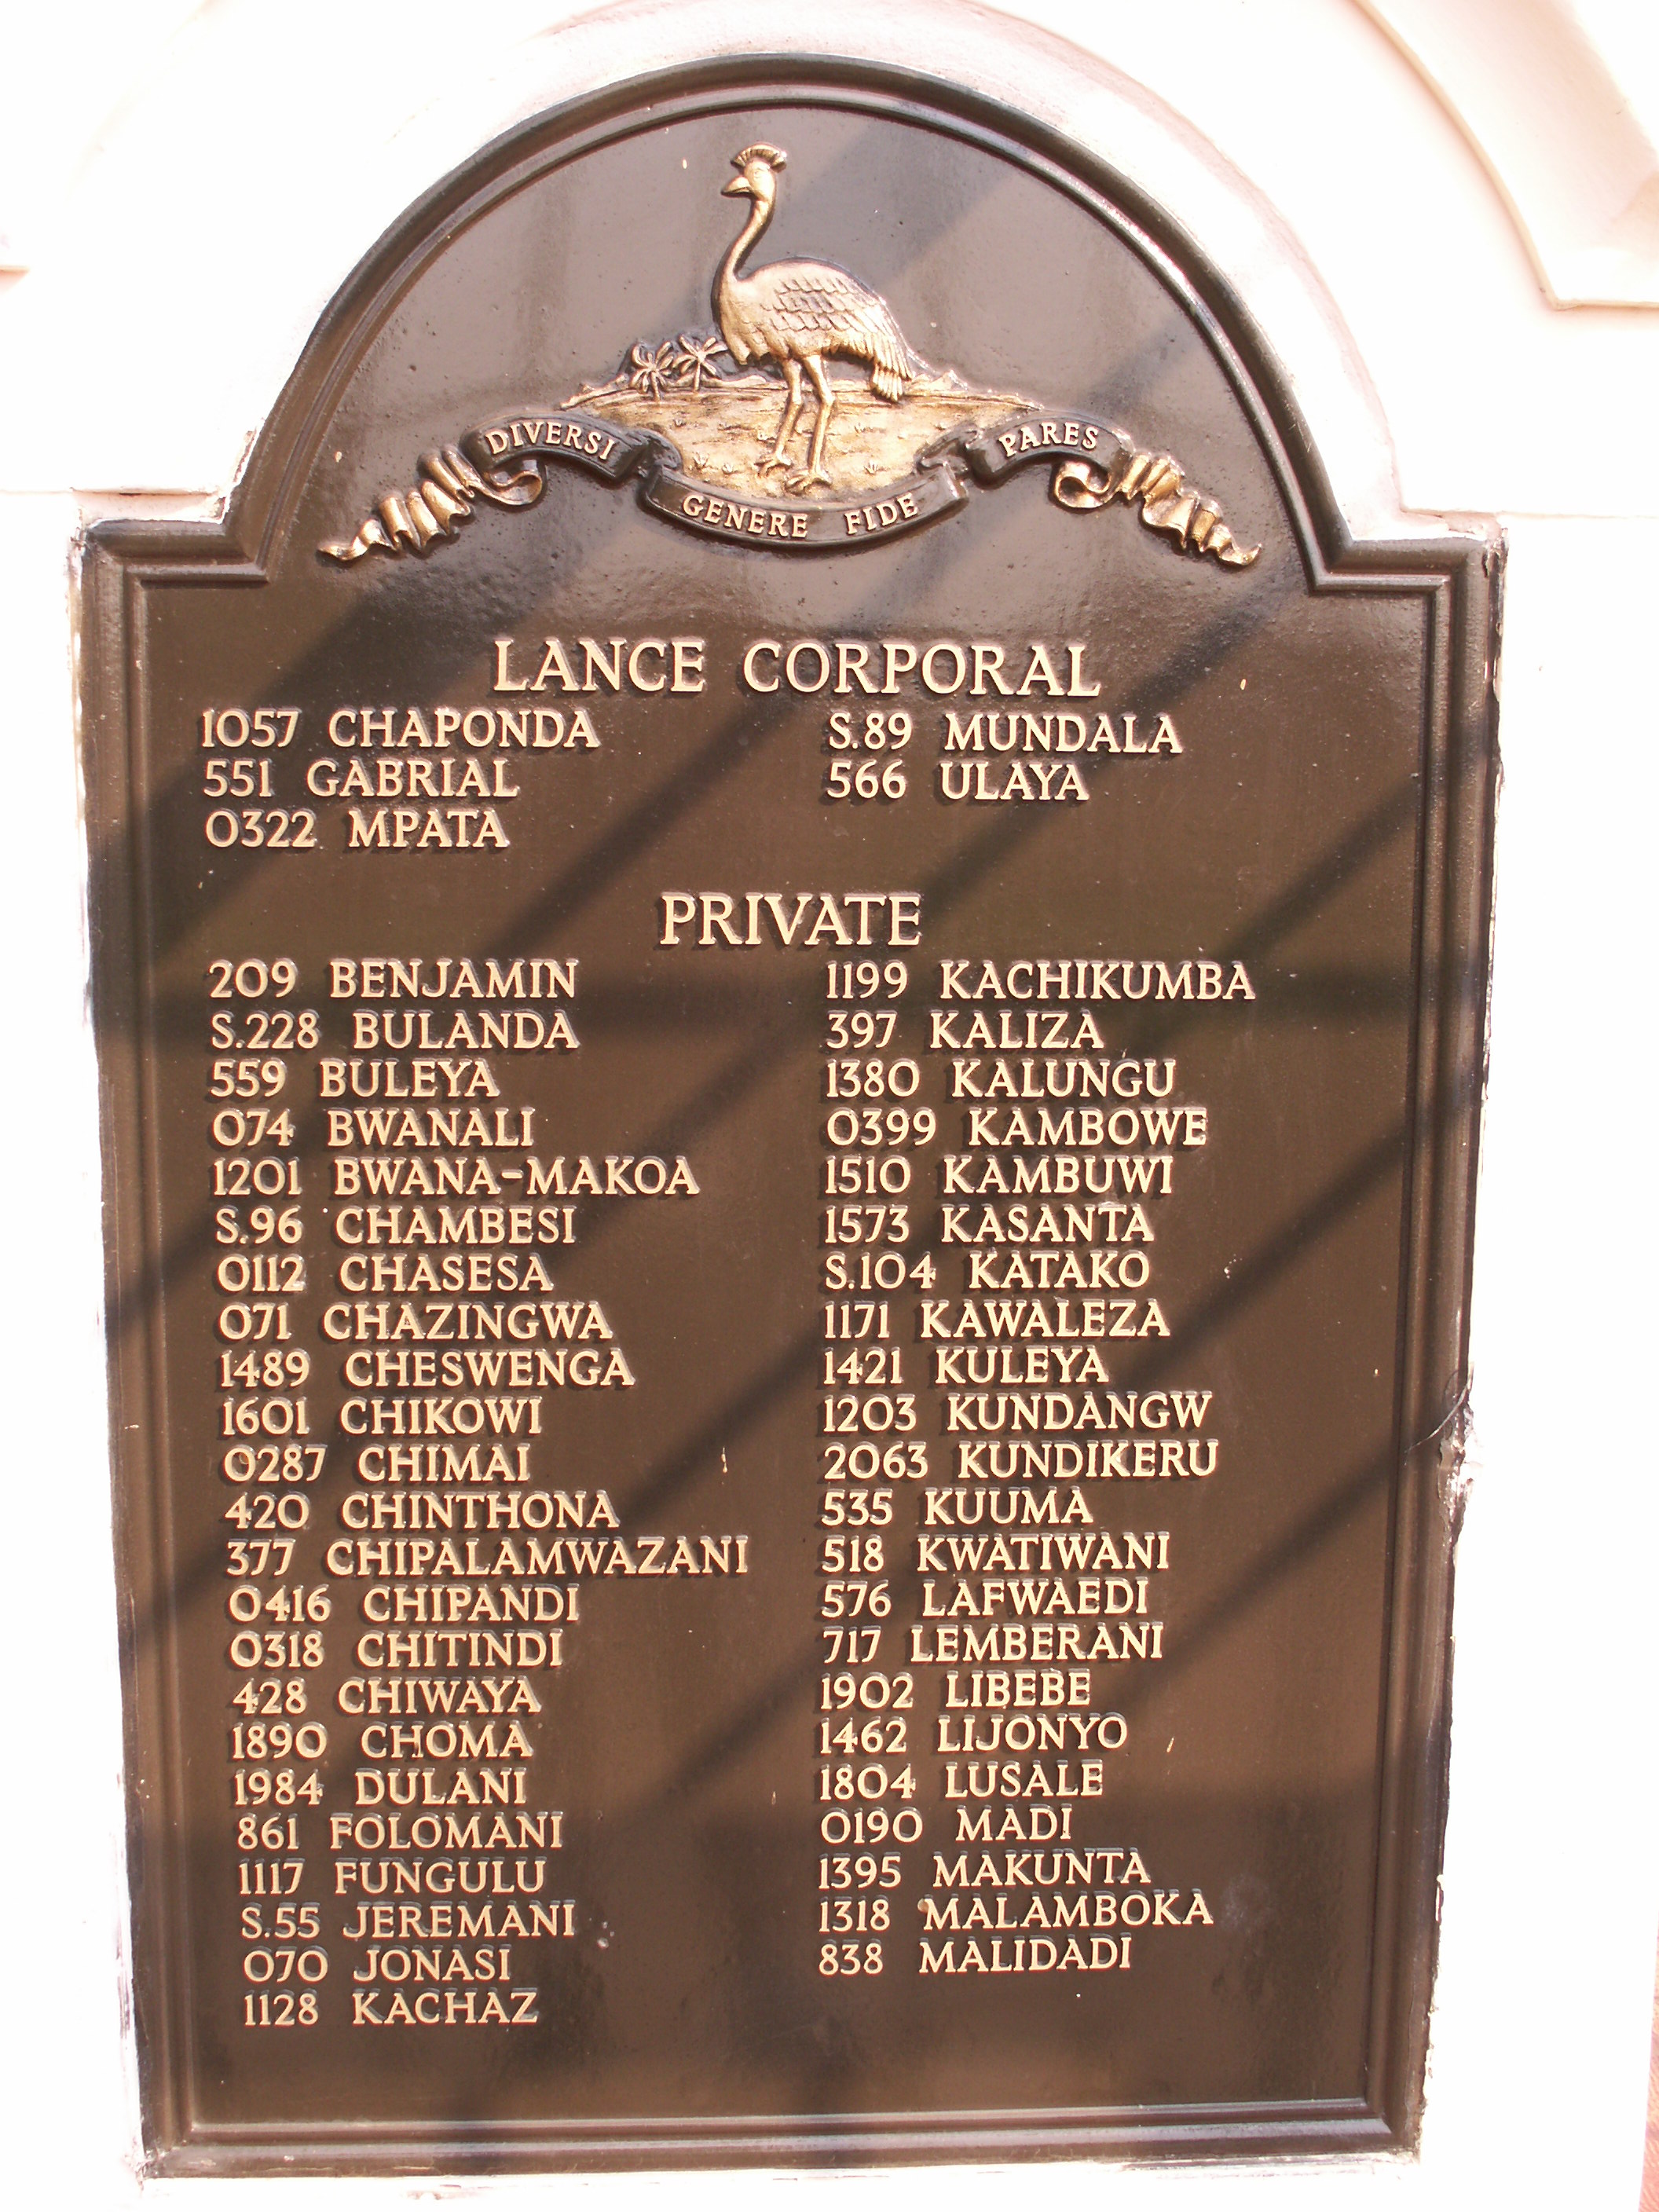 DIVERSI
GENERE FIDE
PARES
LANCE CORPORAL
1057 CHAPONDA
551 GABRIAL
0322 MPATA
S.89 MUNDALA
566 ULAYA
PRIVATE
209 BENJAMIN
S.228 BULANDA
559 BULEYA
074 BWANALI
1201 BWANA-MAKOA
S.96 CHAMBESI
0112 CHASESA
071 CHAZINGWA
1489 CHESWENGA
1601 CHIKOWI
0287 CHIMAI
420 CHINTHONA
377 CHIPALAMWAZANI
0416 CHIPANDI
0318 CHITINDI
428 CHIWAYA
1890 CHOMA
1984 DULANI
861 FOLOMANI
1117 FUNGULU
S.55 JEREMANI
070 JONASI
1128 KACHAZ
1199 KACHIKUMBA
397 KALIZA
1380 KALUNGU
0399 KAMBOWE
1510 KAMBUWI
1573 KASANTA
S.104 KATAKO
1171 KAWALEZA
1421 KULEYA
1203 KUNDANGW
2063 KUNDIKERU
535 KUUMA
518 KWATIWANI
576 LAFWAEDI
717 LEMBERANI
1902 LIBEBE
1462 LIJONYO
1804 LUSALE
0190 MADI
1395 MAKUNTA
1318 MALAMBOKA
838 MALIDADI